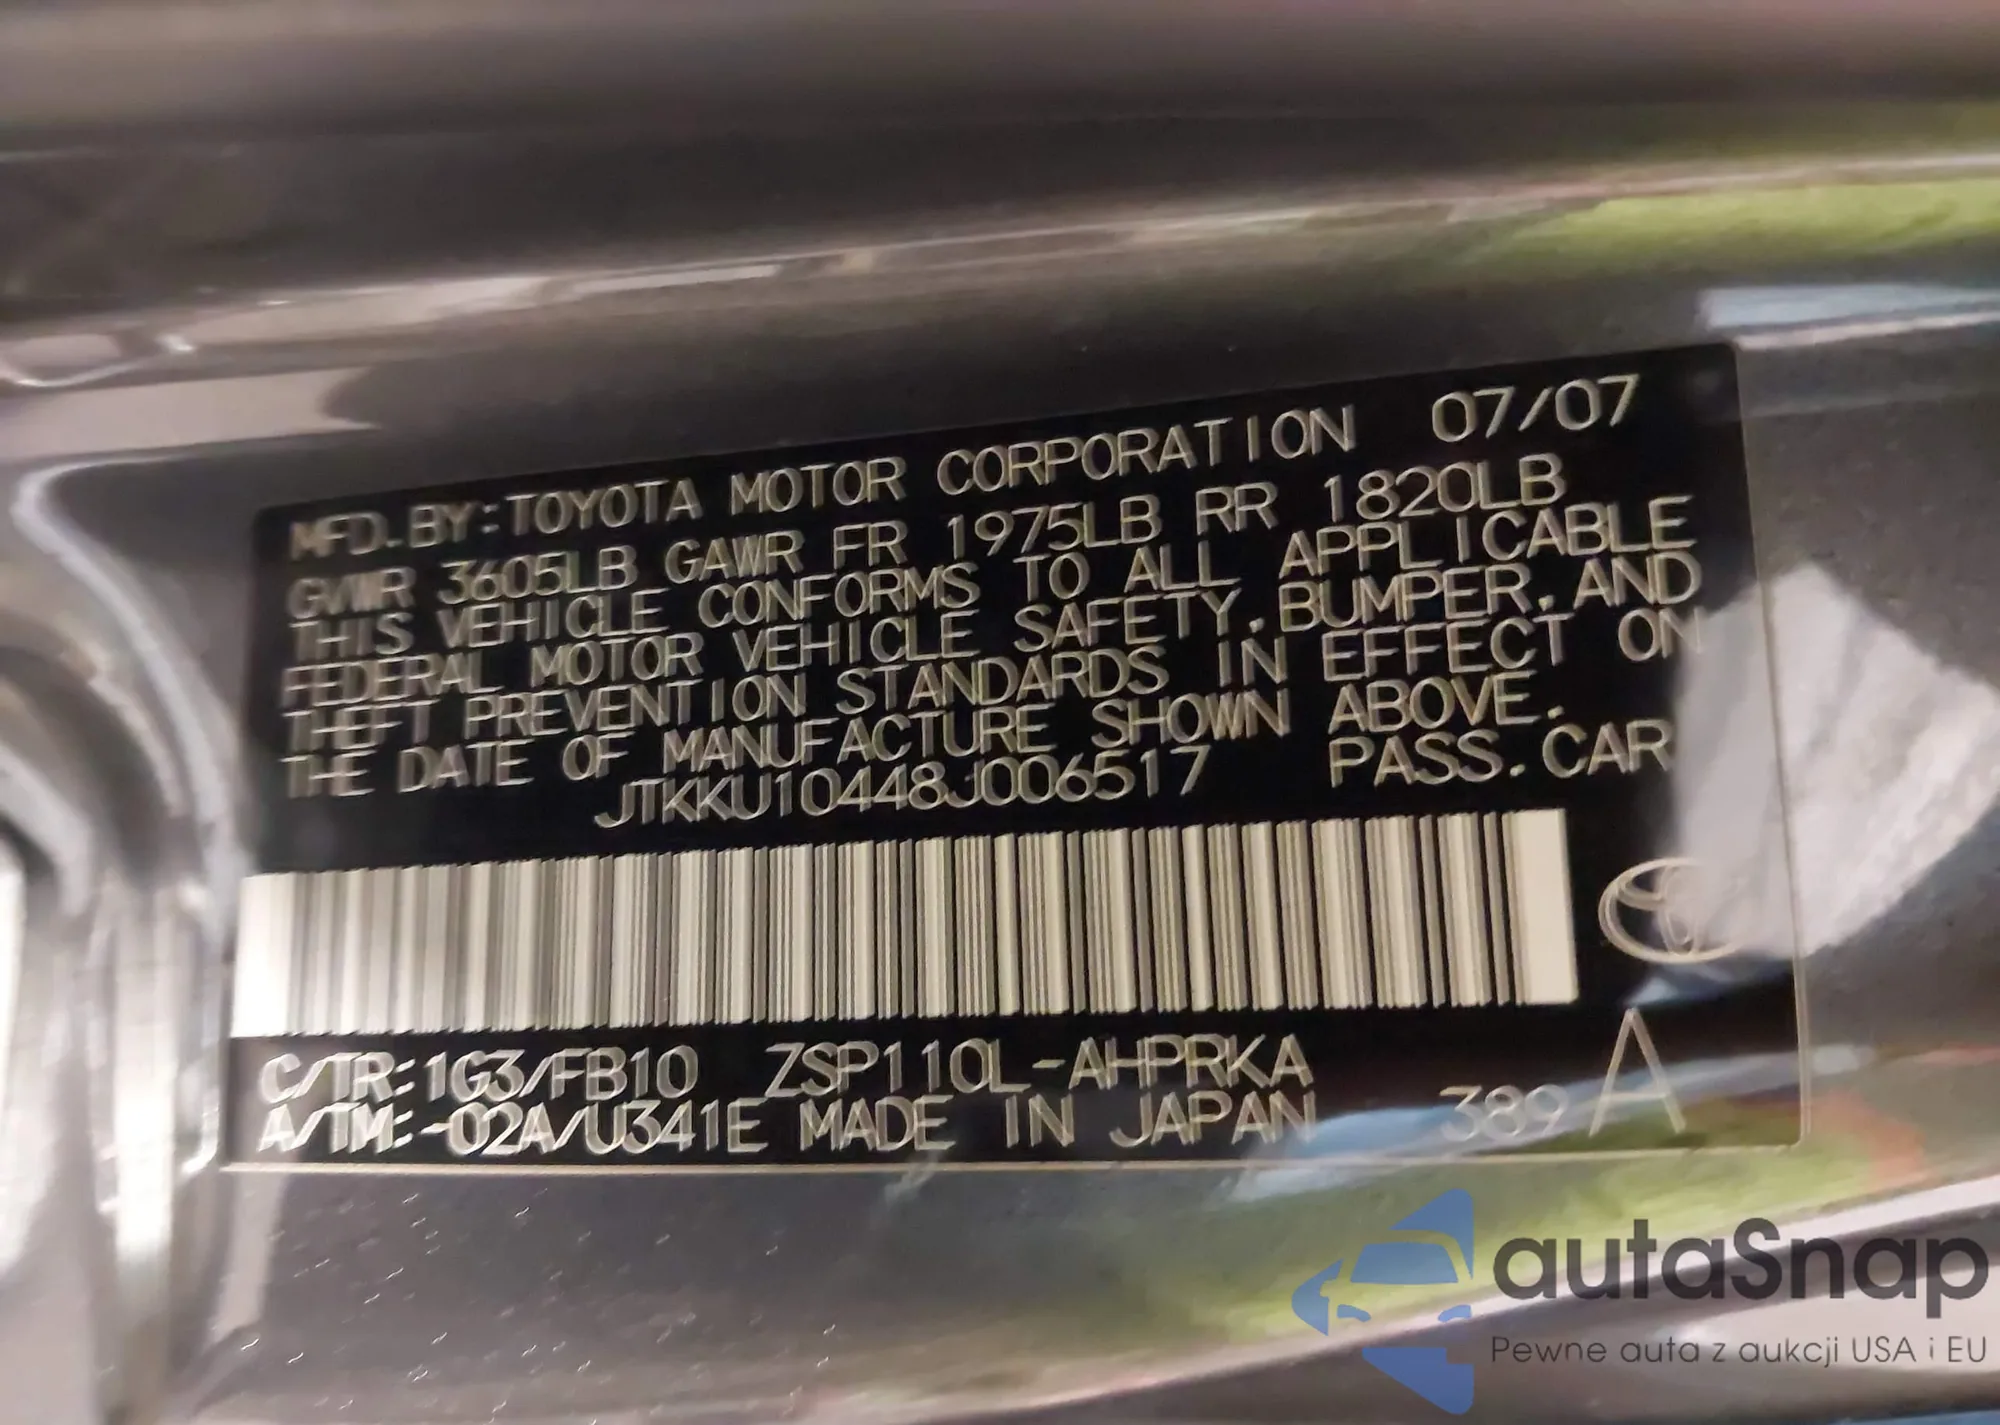 MFD.BY:TOYOTA MOTOR CORPORATION 07/07
GVWR 3605LB GAWR FR 1975LB RR 1820LB
THIS VEHICLE CONFORMS TO ALL APPLICABLE
FEDERAL MOTOR VEHICLE SAFETY,BUMPER,AND
THEFT PREVENTION STANDARDS IN EFFECT ON
THE DATE OF MANUFACTURE SHOWN ABOVE.
JTKKU10448J006517 PASS.CAR
C/TR:1G3/FB10 ZSP110L-AHPRKA
A/TM:-02A/U341E MADE IN JAPAN 389 A
autaSnap
Pewne auta z aukcji USA i EU